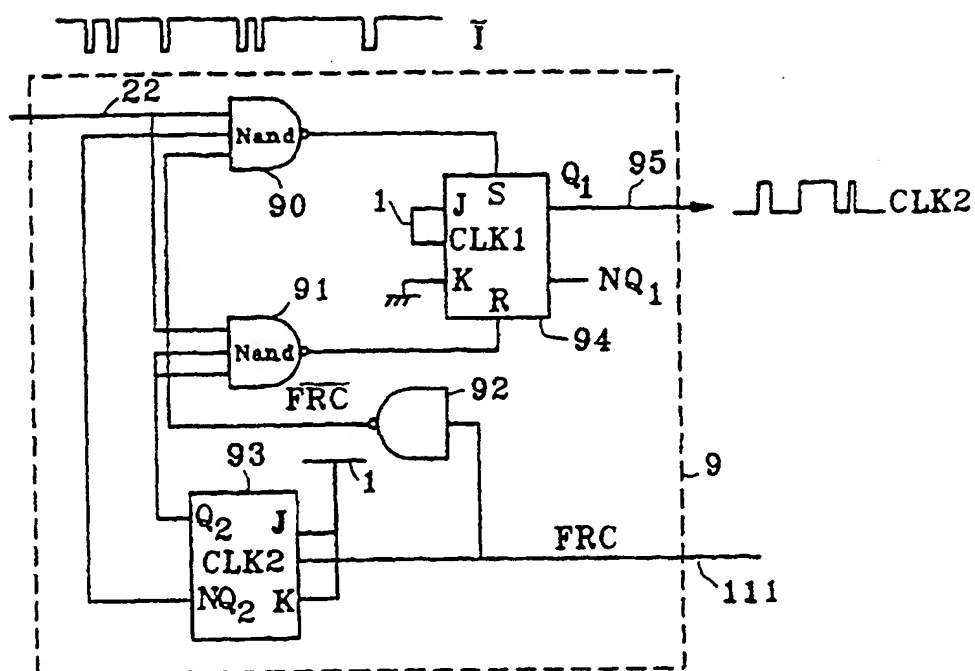 Ī
22
Nand
90
Q1
95
1
J
S
CLK1
K
R
NQ1
94
CLK2
91
Nand
F̅R̅C̅
92
93
1
9
Q2
J
CLK2
NQ2
K
FRC
111